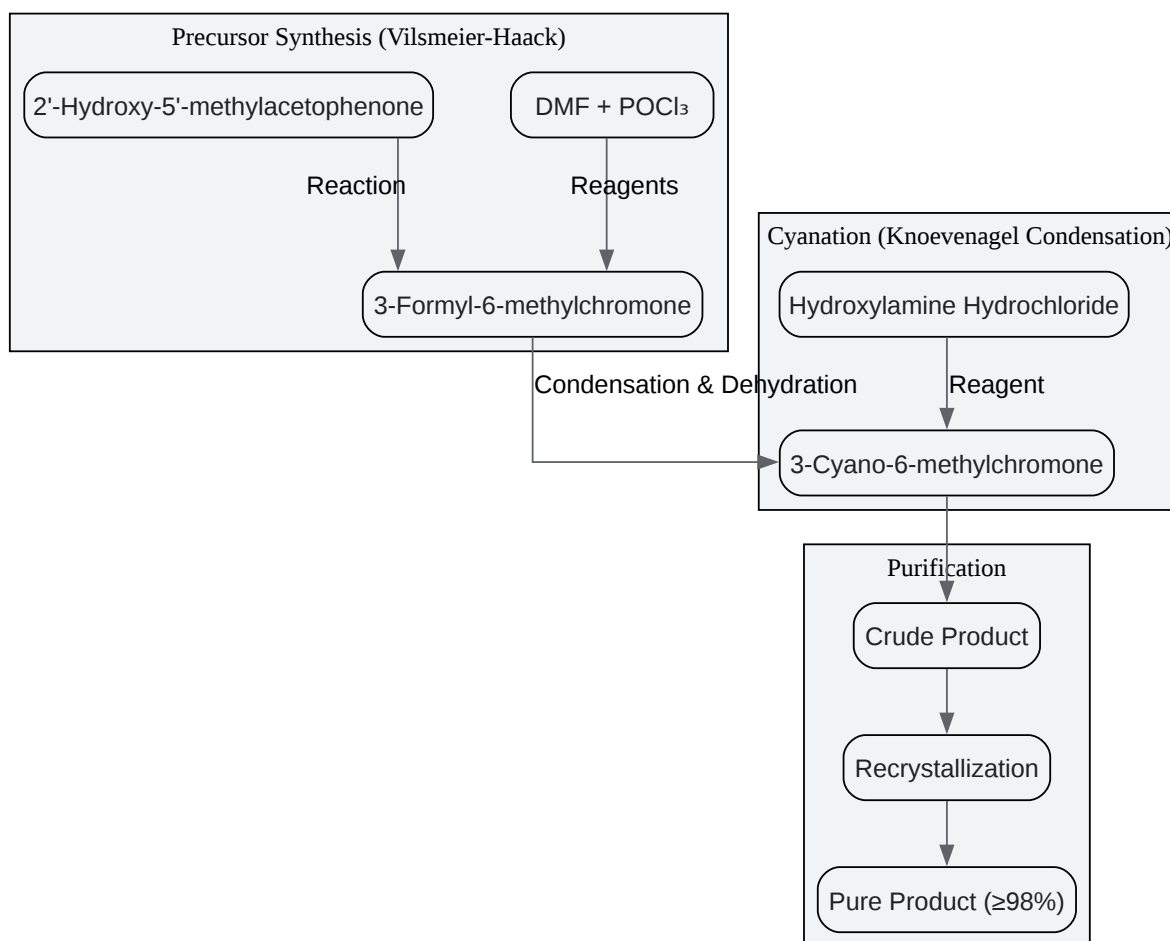 Precursor Synthesis (Vilsmeier-Haack)
2'-Hydroxy-5'-methylacetophenone
DMF + POCl₃
Reaction
Reagents
3-Formyl-6-methylchromone
Cyanation (Knoevenagel Condensation)
Hydroxylamine Hydrochloride
Condensation & Dehydration
Reagent
3-Cyano-6-methylchromone
Purification
Crude Product
Recrystallization
Pure Product (≥98%)